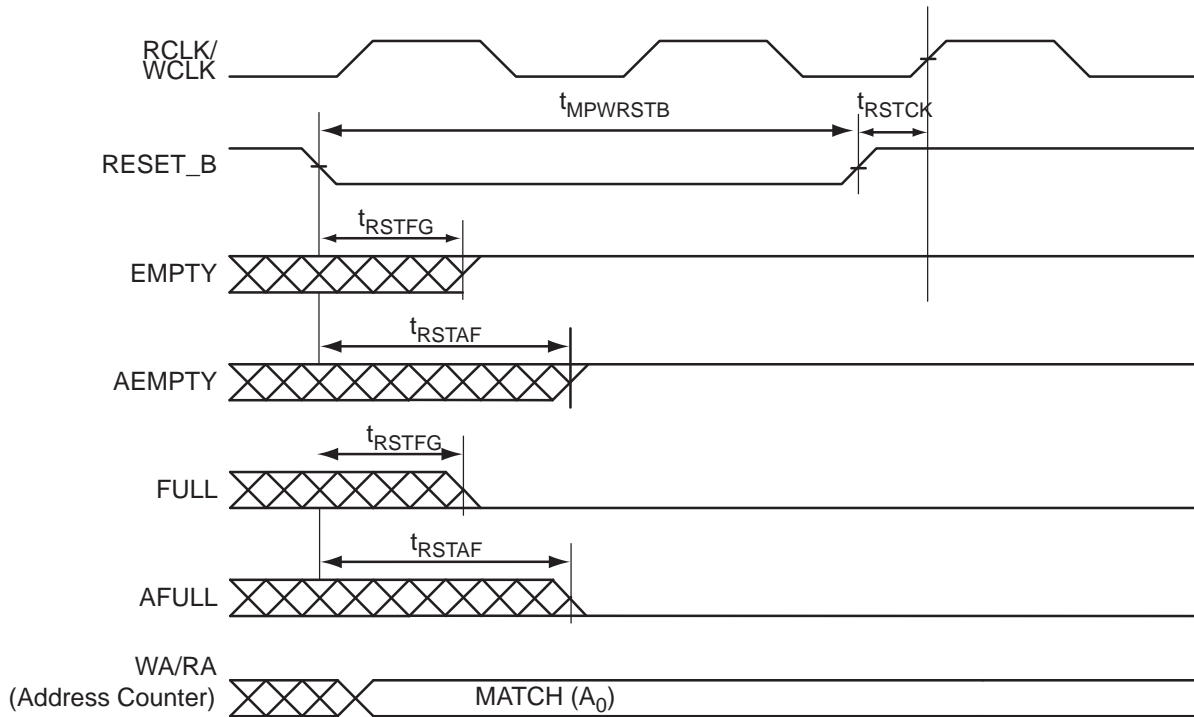 RCLK/
WCLK
tMPWRSTB
tRSTCK
RESET_B
tRSTFG
EMPTY
tRSTAF
AEMPTY
tRSTFG
FULL
tRSTAF
AFULL
WA/RA
(Address Counter)
MATCH (A0)